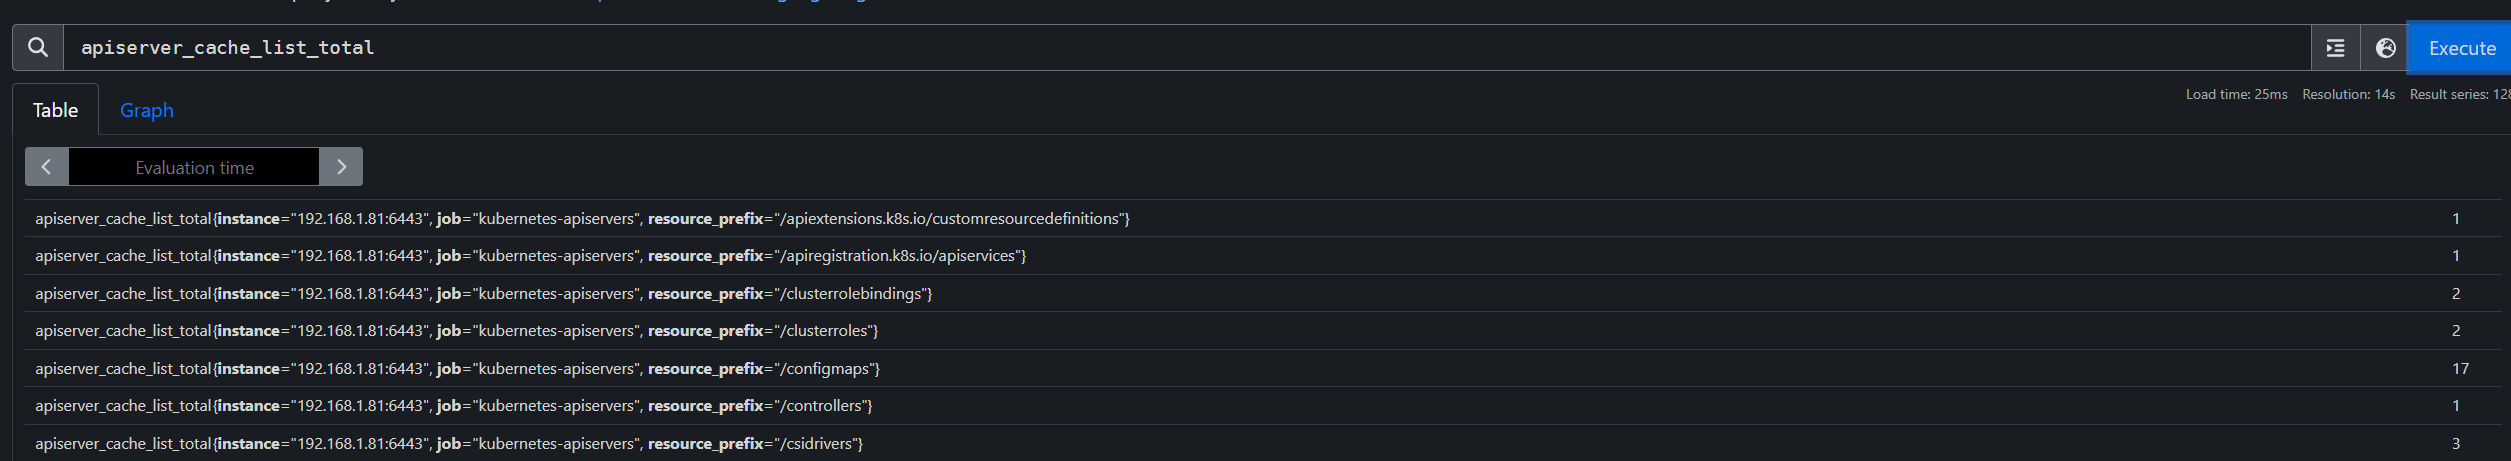 apiserver_cache_list_total
Execute
Table Graph
Load time: 25ms Resolution: 14s Result series: 128
Evaluation time
apiserver_cache_list_total{instance="192.168.1.81:6443", job="kubernetes-apiservers", resource_prefix="/apiextensions.k8s.io/customresourcedefinitions"} 1
apiserver_cache_list_total{instance="192.168.1.81:6443", job="kubernetes-apiservers", resource_prefix="/apiregistration.k8s.io/apiservices"} 1
apiserver_cache_list_total{instance="192.168.1.81:6443", job="kubernetes-apiservers", resource_prefix="/clusterrolebindings"} 2
apiserver_cache_list_total{instance="192.168.1.81:6443", job="kubernetes-apiservers", resource_prefix="/clusterroles"} 2
apiserver_cache_list_total{instance="192.168.1.81:6443", job="kubernetes-apiservers", resource_prefix="/configmaps"} 17
apiserver_cache_list_total{instance="192.168.1.81:6443", job="kubernetes-apiservers", resource_prefix="/controllers"} 1
apiserver_cache_list_total{instance="192.168.1.81:6443", job="kubernetes-apiservers", resource_prefix="/csidrivers"} 3